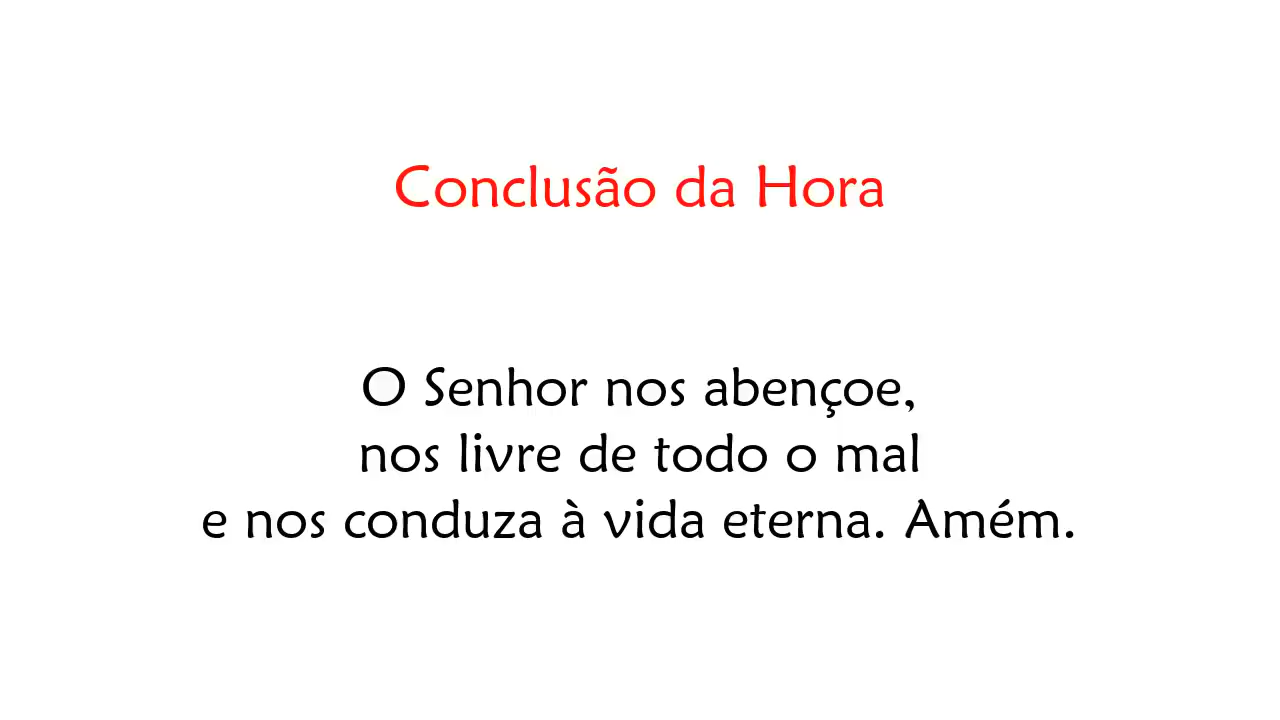 Conclusão da Hora
O Senhor nos abençoe,
nos livre de todo o mal
e nos conduza à vida eterna. Amém.